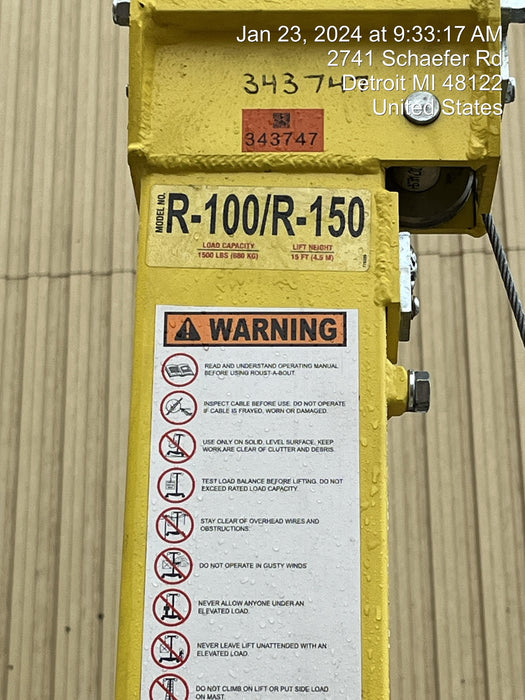 Jan 23, 2024 at 9:33:17 AM
2741 Schaefer Rd
Detroit MI 48122
United States
343747
343747
MODEL NO.
R-100/R-150
LOAD CAPACITY
1500 LBS (680 KG)
LIFT HEIGHT
15 FT (4.5 M)
WARNING
READ AND UNDERSTAND OPERATING MANUAL
BEFORE USING ROUST-A-BOUT.
INSPECT CABLE BEFORE USE. DO NOT OPERATE
IF CABLE IS FRAYED, WORN OR DAMAGED.
USE ONLY ON SOLID, LEVEL SURFACE, KEEP
WORK ARE CLEAR OF CLUTTER AND DEBRIS.
TEST LOAD BALANCE BEFORE LIFTING. DO NOT
EXCEED RATED LOAD CAPACITY.
STAY CLEAR OF OVERHEAD WIRES AND
OBSTRUCTIONS.
DO NOT OPERATE IN GUSTY WINDS
NEVER ALLOW ANYONE UNDER AN
ELEVATED LOAD.
NEVER LEAVE LIFT UNATTENDED WITH AN
ELEVATED LOAD.
DO NOT CLIMB ON LIFT OR PUT SIDE LOAD
ON MAST.